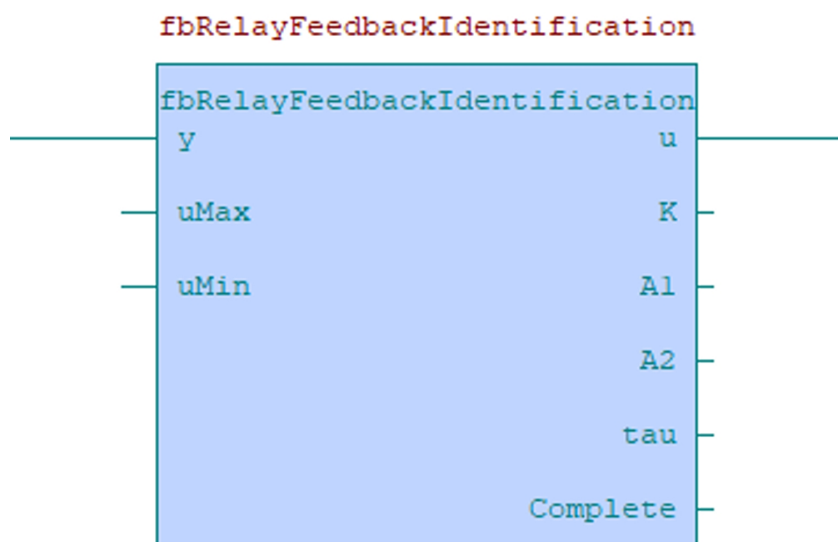 fbRelayFeedbackIdentification
fbRelayFeedbackIdentification
y u
uMax K
uMin A1
A2
tau
Complete